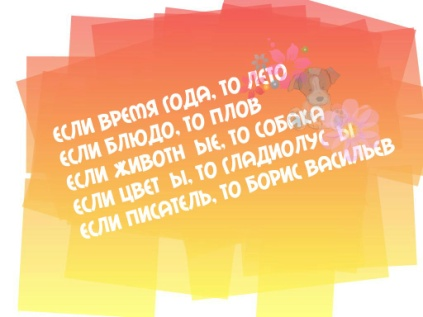 ЕСЛИ ВРЕМЯ ГОДА, ТО ЛЕТО
ЕСЛИ БЛЮДО, ТО ПЛОВ
ЕСЛИ ЖИВОТН ЫЕ, ТО СОБАКА
ЕСЛИ ЦВЕТ Ы, ТО ГЛАДИОЛУС Ы
ЕСЛИ ПИСАТЕЛЬ, ТО БОРИС ВАСИЛЬЕВ